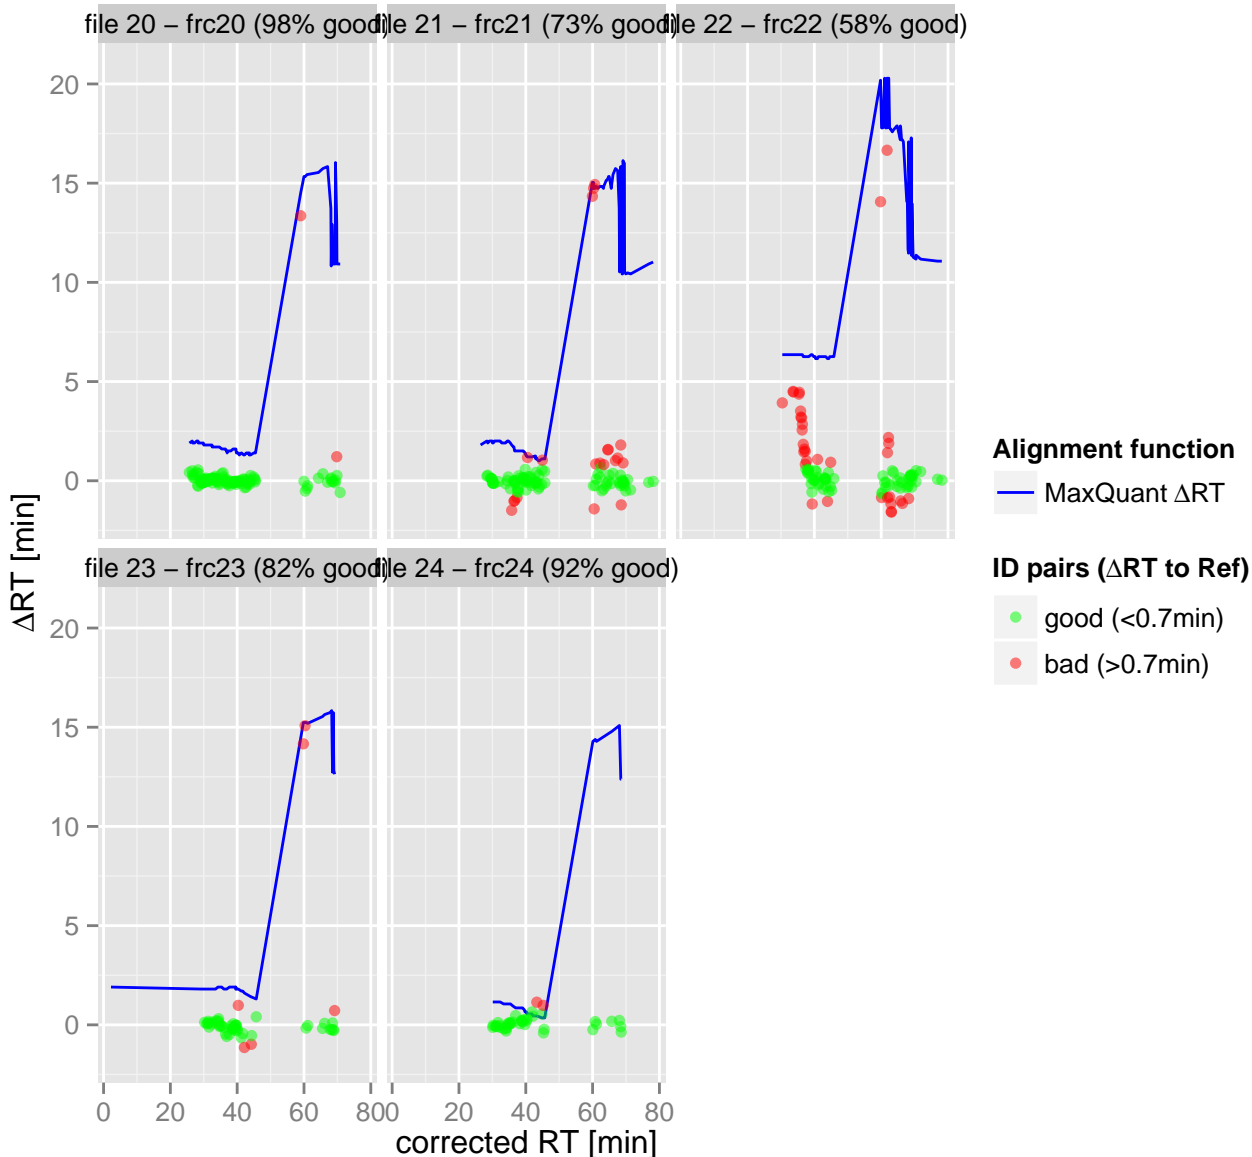 file 20 – frc20 (98% good)
file 21 – frc21 (73% good)
file 22 – frc22 (58% good)
20
15
10
5
0
file 23 – frc23 (82% good)
file 24 – frc24 (92% good)
20
15
10
5
0
0 20 40 60 80
0 20 40 60 80
corrected RT [min]
ΔRT [min]
Alignment function
MaxQuant ΔRT
ID pairs (ΔRT to Ref)
good (<0.7min)
bad (>0.7min)